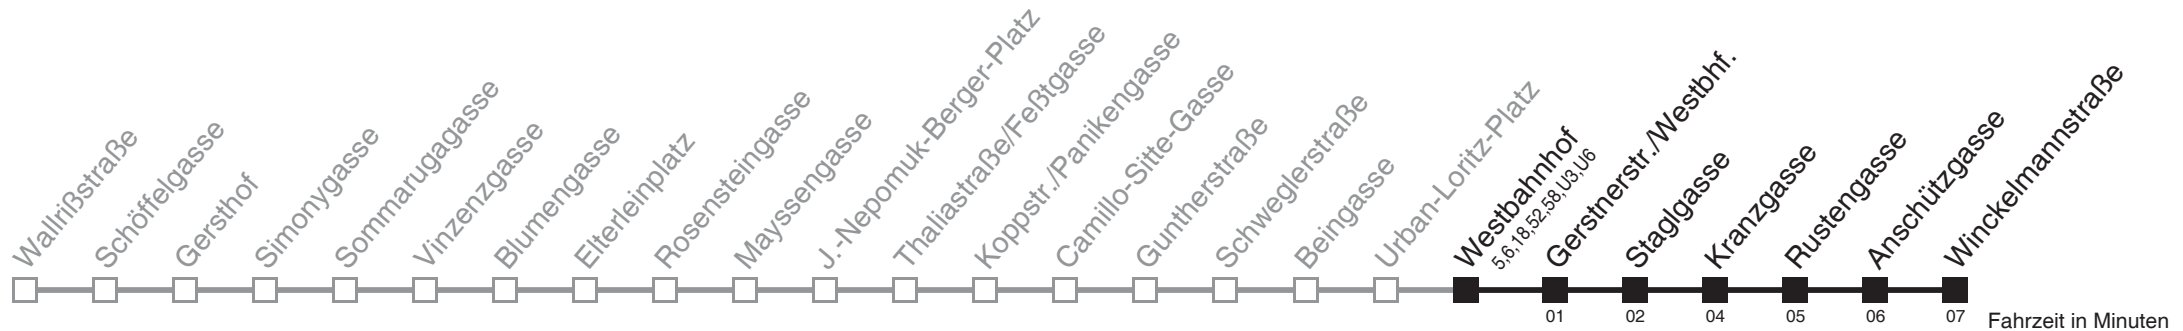 Wallrißstraße
Schöffelgasse
Gersthof
Simonygasse
Sommarugagasse
Vinzenzgasse
Blumengasse
Elterleinplatz
Rosensteingasse
Mayssengasse
J.-Nepomuk-Berger-Platz
Thaliastraße/Feßtgasse
Koppstr./Panikengasse
Camillo-Sitte-Gasse
Guntherstraße
Schweglerstraße
Beingasse
Urban-Loritz-Platz
Westbahnhof
5,6,18,52,58,U3,U6
Gerstnerstr./Westbhf.
Staglgasse
Kranzgasse
Rustengasse
Anschützgasse
Winckelmannstraße
01 02 04 05 06 07 Fahrzeit in Minuten